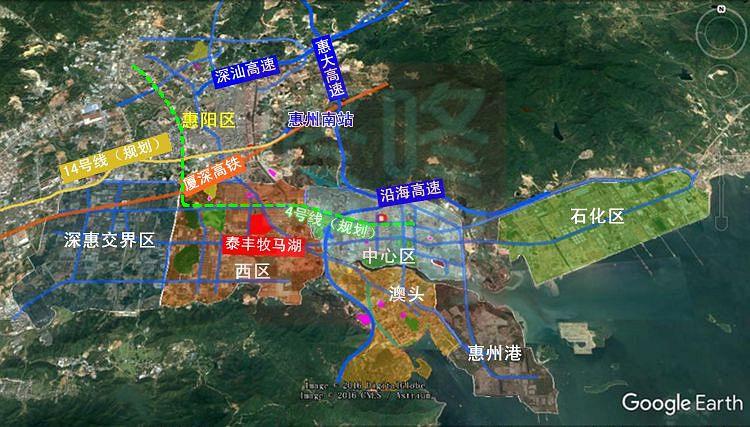 N
惠大高速
深汕高速
惠阳区
惠州南站
14号线（规划）
厦深高铁
沿海高速
4号线（规划）
石化区
深惠交界区
泰丰牧马湖
中心区
西区
澳头
惠州港
Image © 2016 DigitalGlobe
Image © 2016 CNES / Astrium
Google Earth
咚